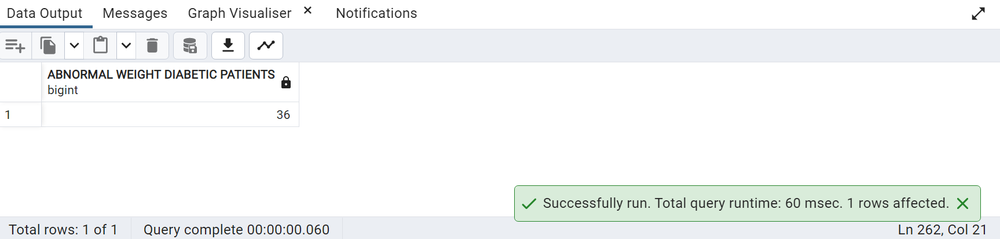 Data Output Messages Graph Visualiser Notifications
ABNORMAL WEIGHT DIABETIC PATIENTS
bigint
1 36
Successfully run. Total query runtime: 60 msec. 1 rows affected.
Total rows: 1 of 1 Query complete 00:00:00.060 Ln 262, Col 21